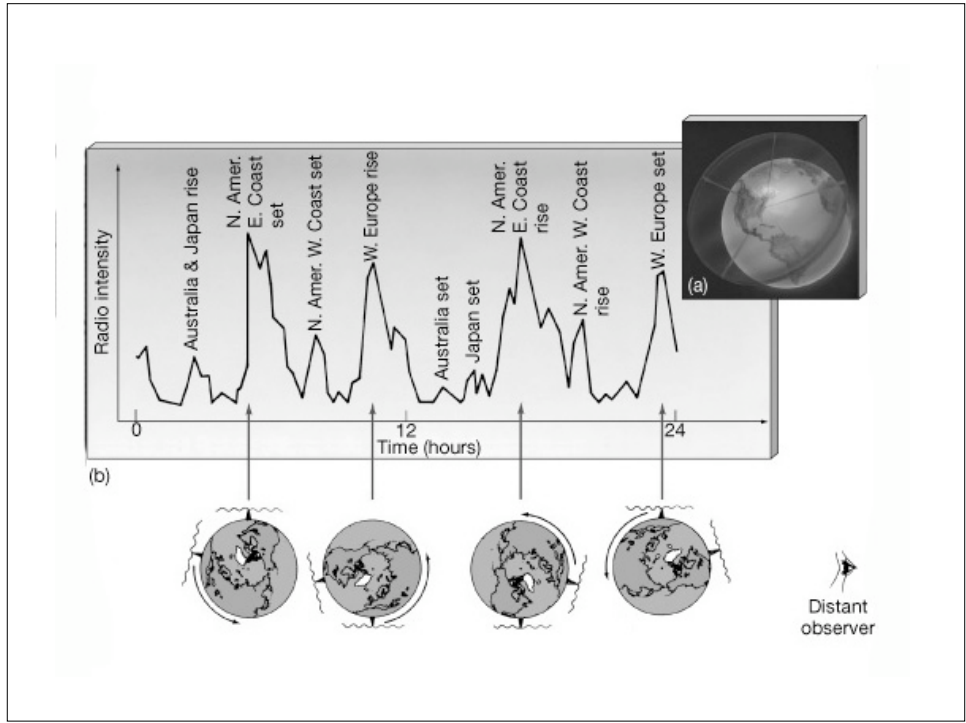 Radio intensity
Australia & Japan rise
N. Amer.
E. Coast
set
N. Amer. W. Coast set
W. Europe rise
Australia set
Japan set
N. Amer.
E. Coast
rise
N. Amer. W. Coast
rise
W. Europe set
(a)
0
12
24
Time (hours)
(b)
Distant
observer